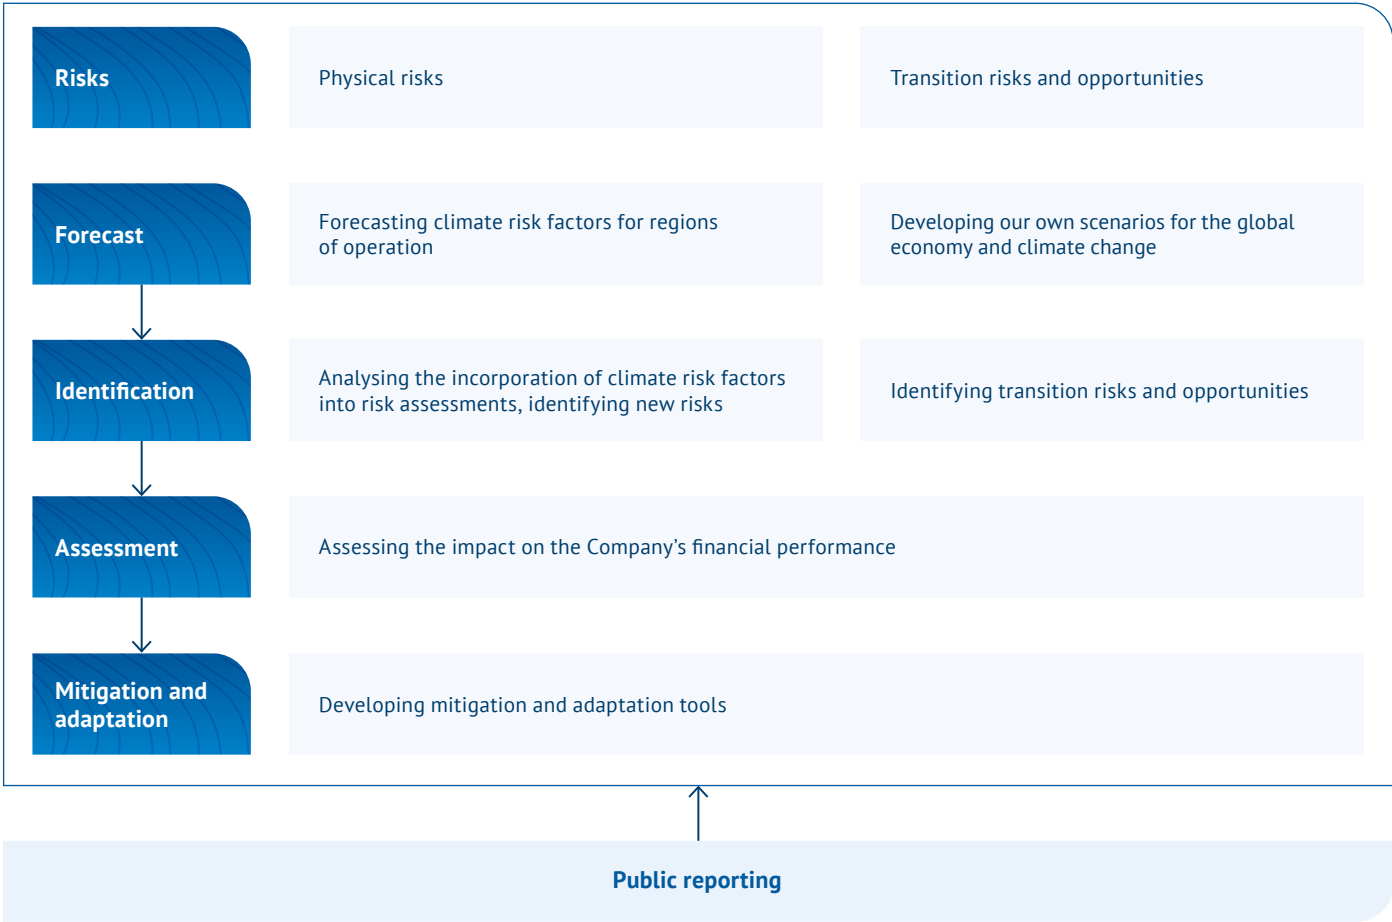 Risks
Physical risks
Transition risks and opportunities
Forecast
Forecasting climate risk factors for regions
of operation
Developing our own scenarios for the global
economy and climate change
Identification
Analysing the incorporation of climate risk factors
into risk assessments, identifying new risks
Identifying transition risks and opportunities
Assessment
Assessing the impact on the Company’s financial performance
Mitigation and
adaptation
Developing mitigation and adaptation tools
Public reporting